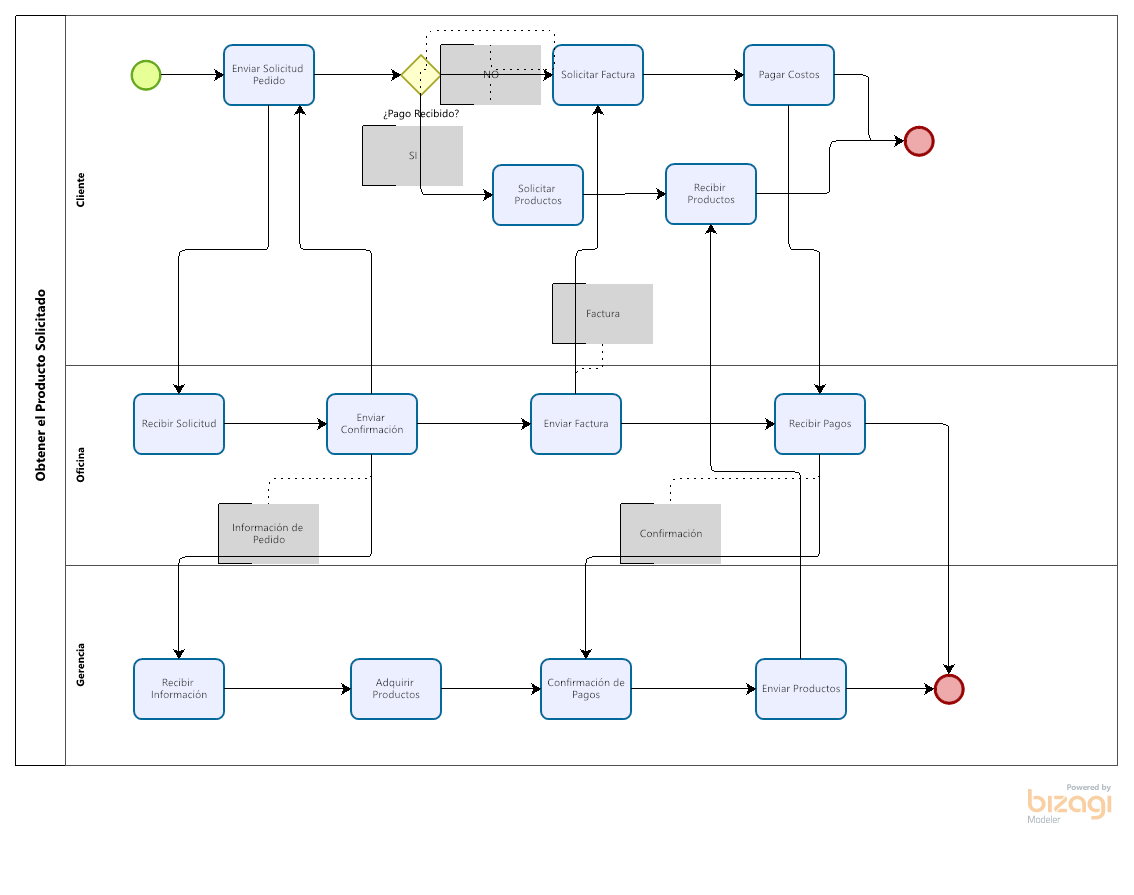 Obtener el Producto Solicitado
Cliente
Enviar Solicitud
Pedido
NO
Solicitar Factura
Pagar Costos
¿Pago Recibido?
SI
Solicitar
Productos
Recibir
Productos
Factura
Oficina
Recibir Solicitud
Enviar
Confirmación
Enviar Factura
Recibir Pagos
Información de
Pedido
Confirmación
Gerencia
Recibir
Información
Adquirir
Productos
Confirmación de
Pagos
Enviar Productos
Powered by
bizagi
Modeler